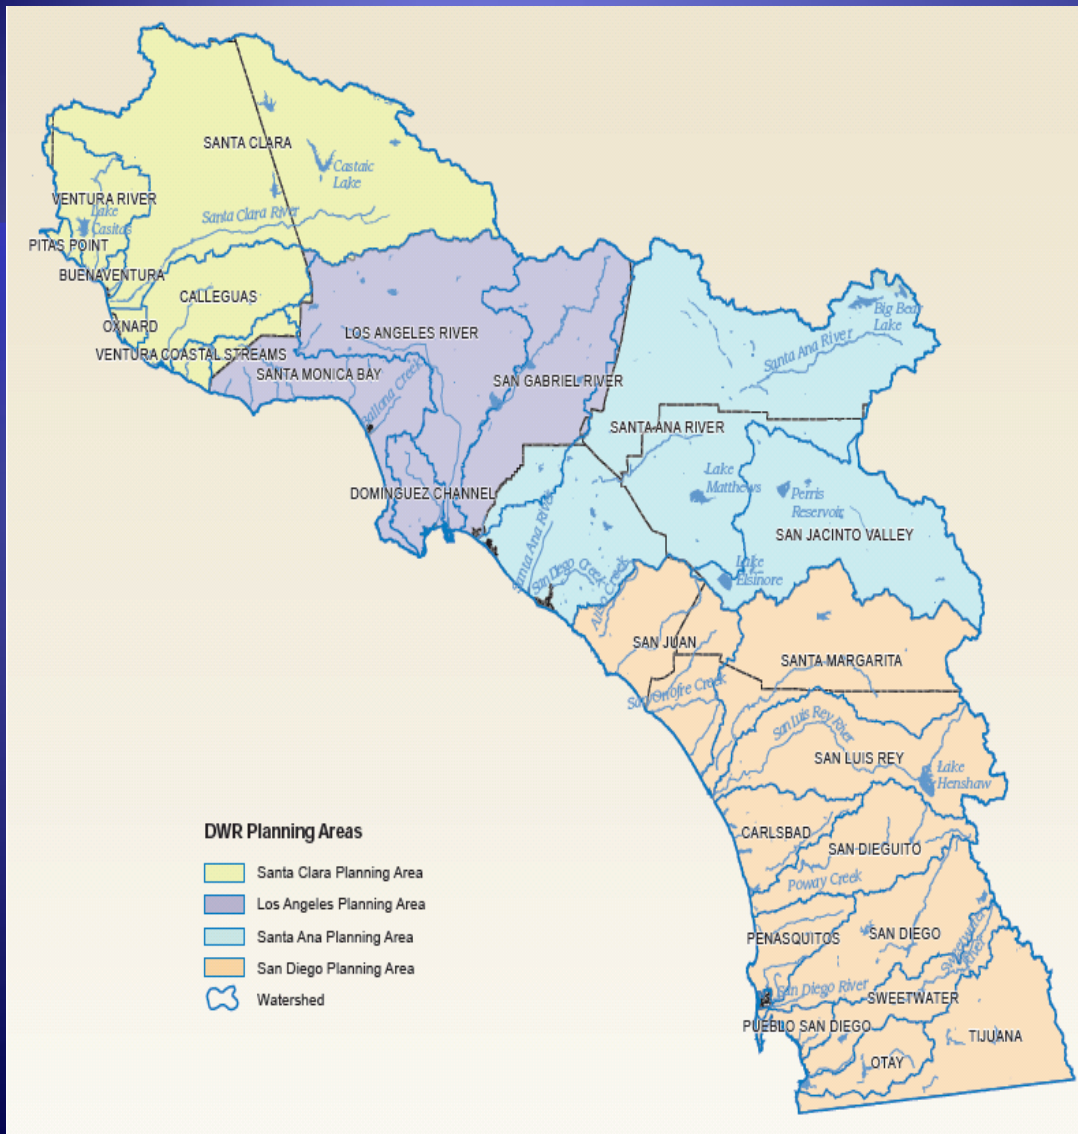 SANTA CLARA
Castaic
Lake
VENTURA RIVER
Lake
Casitas
Santa Clara River
PITAS POINT
BUENAVENTURA
CALLEGUAS
OXNARD
VENTURA COASTAL STREAMS
LOS ANGELES RIVER
SANTA MONICA BAY
Ballona Creek
SAN GABRIEL RIVER
DOMINGUEZ CHANNEL
Big Bear
Lake
Santa Ana River
SANTA ANA RIVER
Lake
Matthews
Perris
Reservoir
SAN JACINTO VALLEY
Santa Ana River
San Diego Creek
Aliso Creek
Lake
Elsinore
SAN JUAN
SANTA MARGARITA
San Onofre Creek
San Luis Rey River
SAN LUIS REY
Lake
Henshaw
CARLSBAD
SAN DIEGUITO
Poway Creek
PENASQUITOS
SAN DIEGO
Sweetwater
River
San Diego River
SWEETWATER
PUEBLO SAN DIEGO
TIJUANA
OTAY
DWR Planning Areas
Santa Clara Planning Area
Los Angeles Planning Area
Santa Ana Planning Area
San Diego Planning Area
Watershed